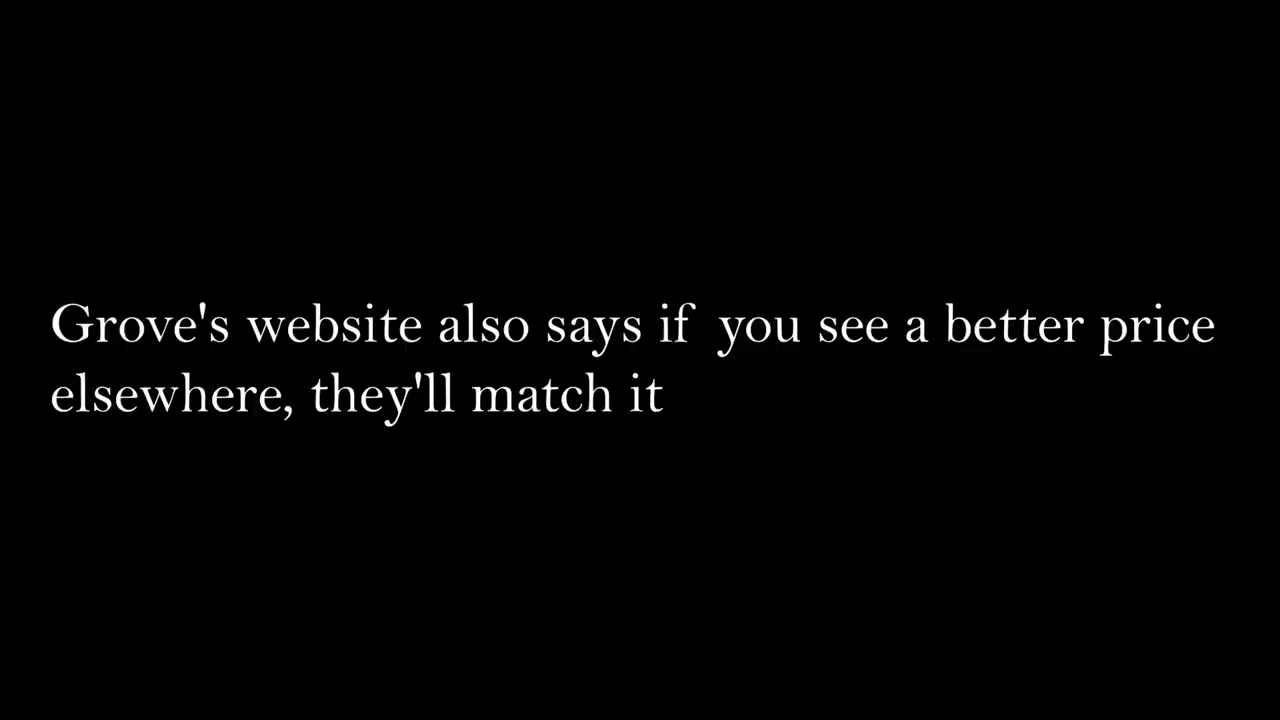 Grove's website also says if you see a better price
elsewhere, they'll match it